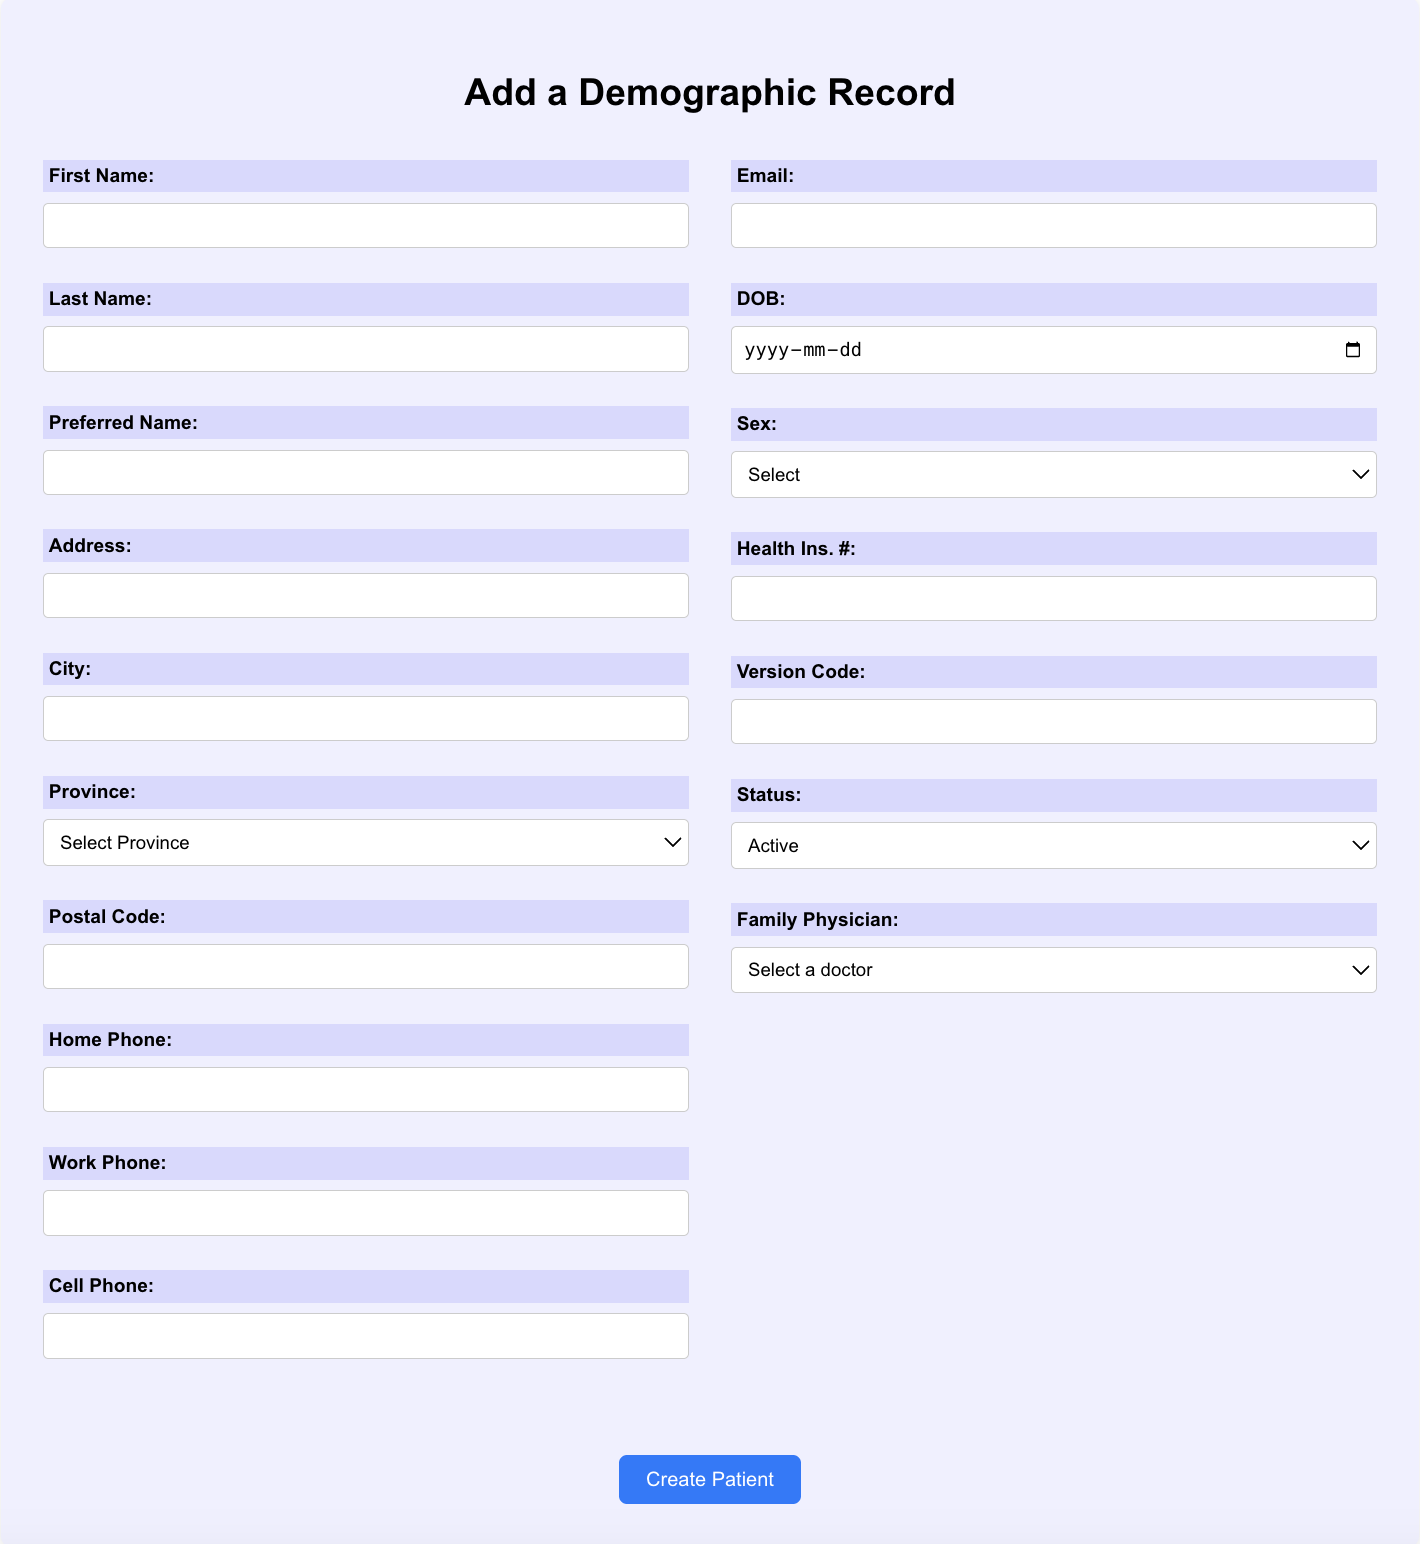 Add a Demographic Record
First Name:
Last Name:
Preferred Name:
Address:
City:
Province:
Select Province
Postal Code:
Home Phone:
Work Phone:
Cell Phone:
Email:
DOB:
yyyy-mm-dd
Sex:
Select
Health Ins. #:
Version Code:
Status:
Active
Family Physician:
Select a doctor
Create Patient